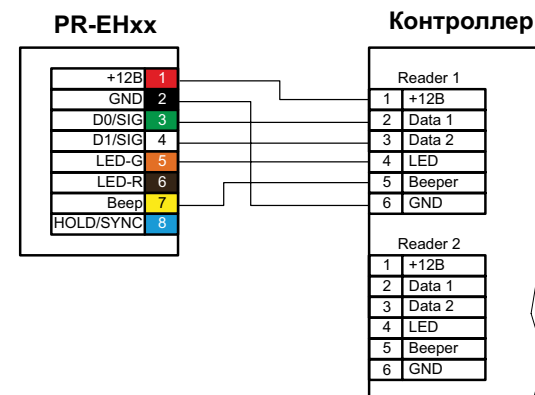 PR-EHxx
+12В 1
GND 2
D0/SIG 3
D1/SIG 4
LED-G 5
LED-R 6
Beep 7
HOLD/SYNC 8
Контроллер
Reader 1
1 +12В
2 Data 1
3 Data 2
4 LED
5 Beeper
6 GND
Reader 2
1 +12В
2 Data 1
3 Data 2
4 LED
5 Beeper
6 GND